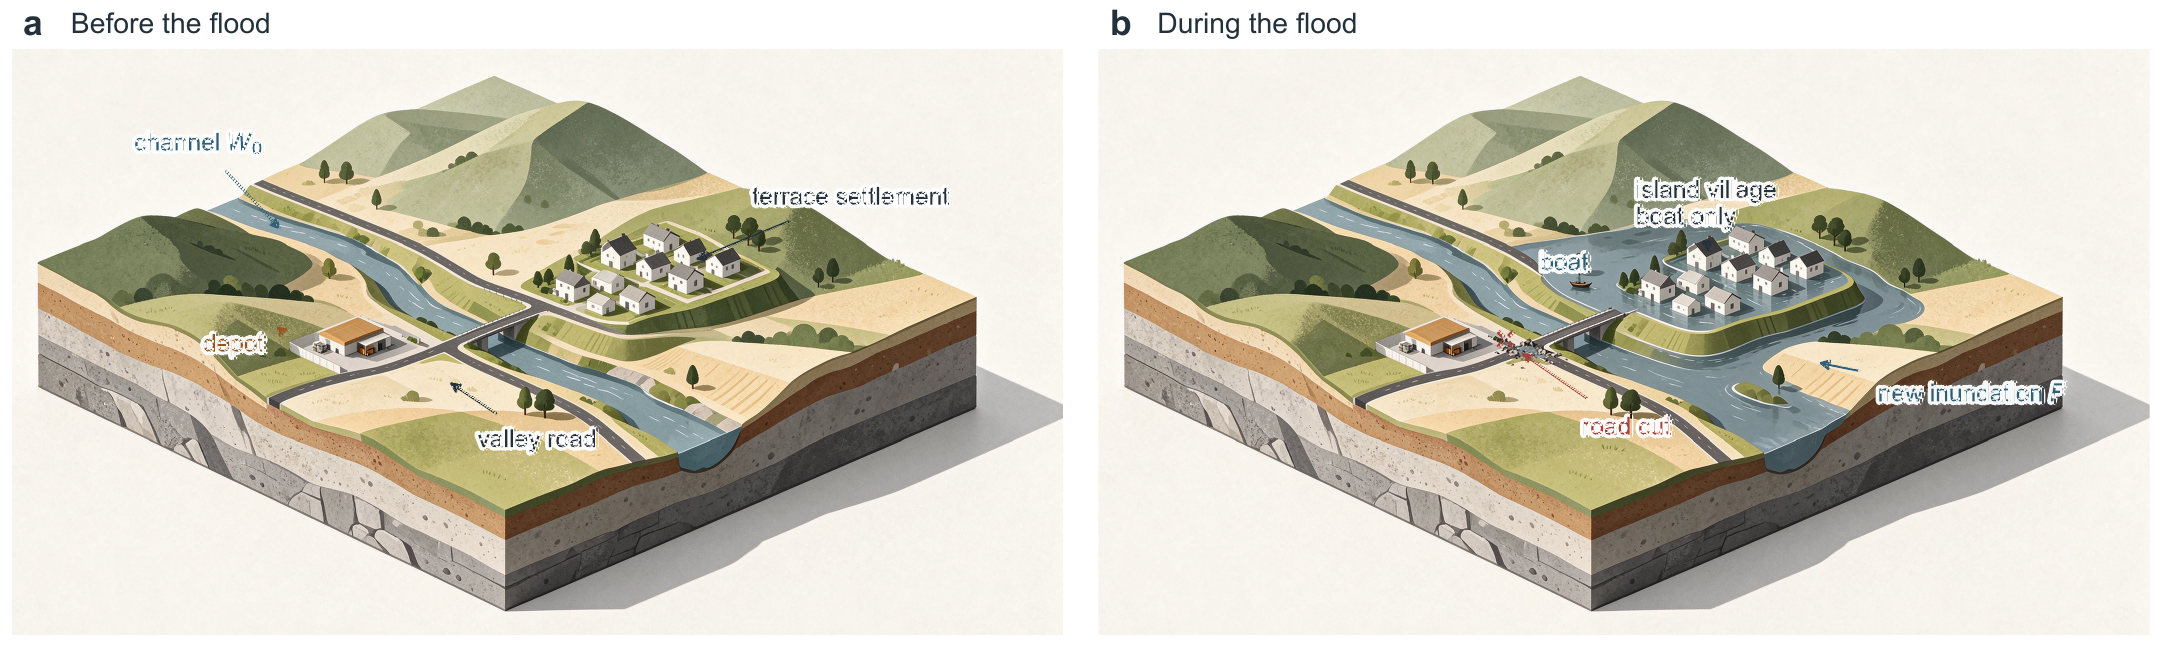 a Before the flood
channel W₀
terrace settlement
depot
valley road
b During the flood
Island village
boat only
boat
new inundation F
road cut